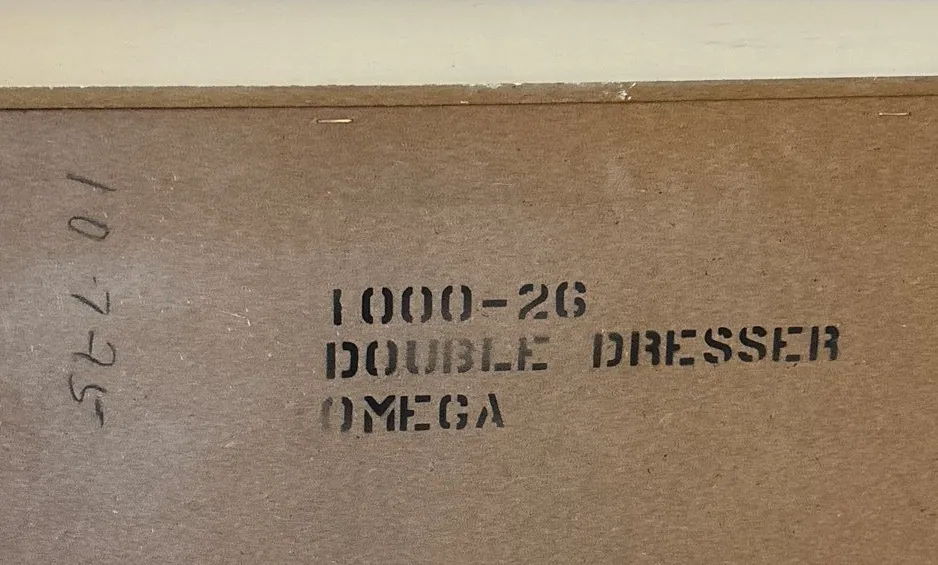 10-7-75
1000-26
DOUBLE DRESSER
OMEGA